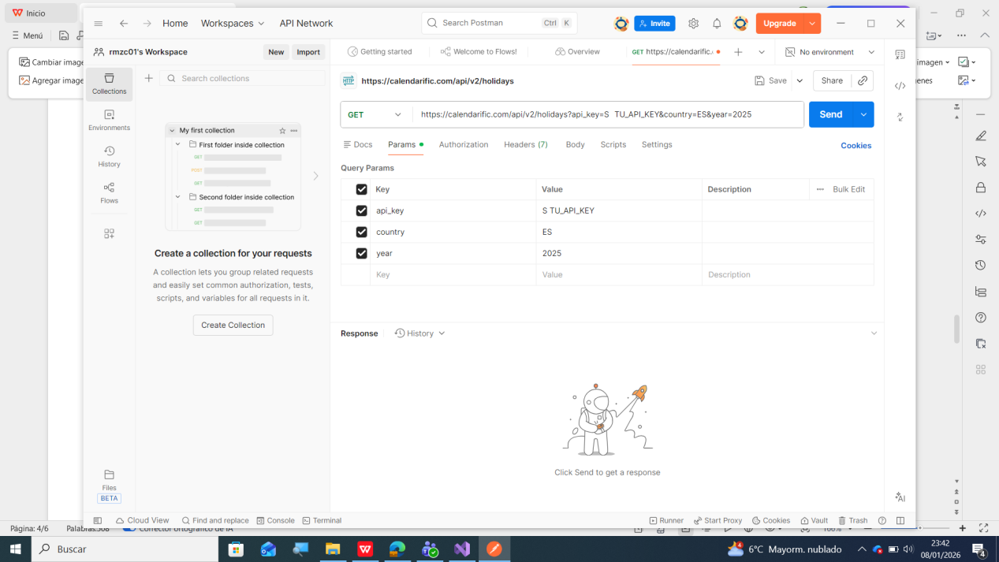 Inicio
Menú
Cambiar image
Agregar image
Home
Workspaces
API Network
Search Postman
Ctrl
K
Invite
Upgrade
rmzc01's Workspace
New
Import
Getting started
Welcome to Flows!
Overview
GET https://calendarific.
No environment
imagen
Collections
Environments
History
Flows
Files
BETA
Search collections
My first collection
First folder inside collection
GET
POST
GET
Second folder inside collection
GET
GET
Create a collection for your requests
A collection lets you group related requests
and easily set common authorization, tests,
scripts, and variables for all requests in it.
Create Collection
HTTP
https://calendarific.com/api/v2/holidays
Save
Share
GET
https://calendarific.com/api/v2/holidays?api_key=S TU_API_KEY&country=ES&year=2025
Send
Docs
Params
Authorization
Headers (7)
Body
Scripts
Settings
Cookies
Query Params
Key Value Description Bulk Edit
api_key S TU_API_KEY
country ES
year 2025
Key Value Description
Response
History
Click Send to get a response
AI
Cloud View
Find and replace
Console
Terminal
Runner
Start Proxy
Cookies
Vault
Trash
Página: 4/6
Buscar
6°C Mayorm. nublado
23:42
08/01/2026
4